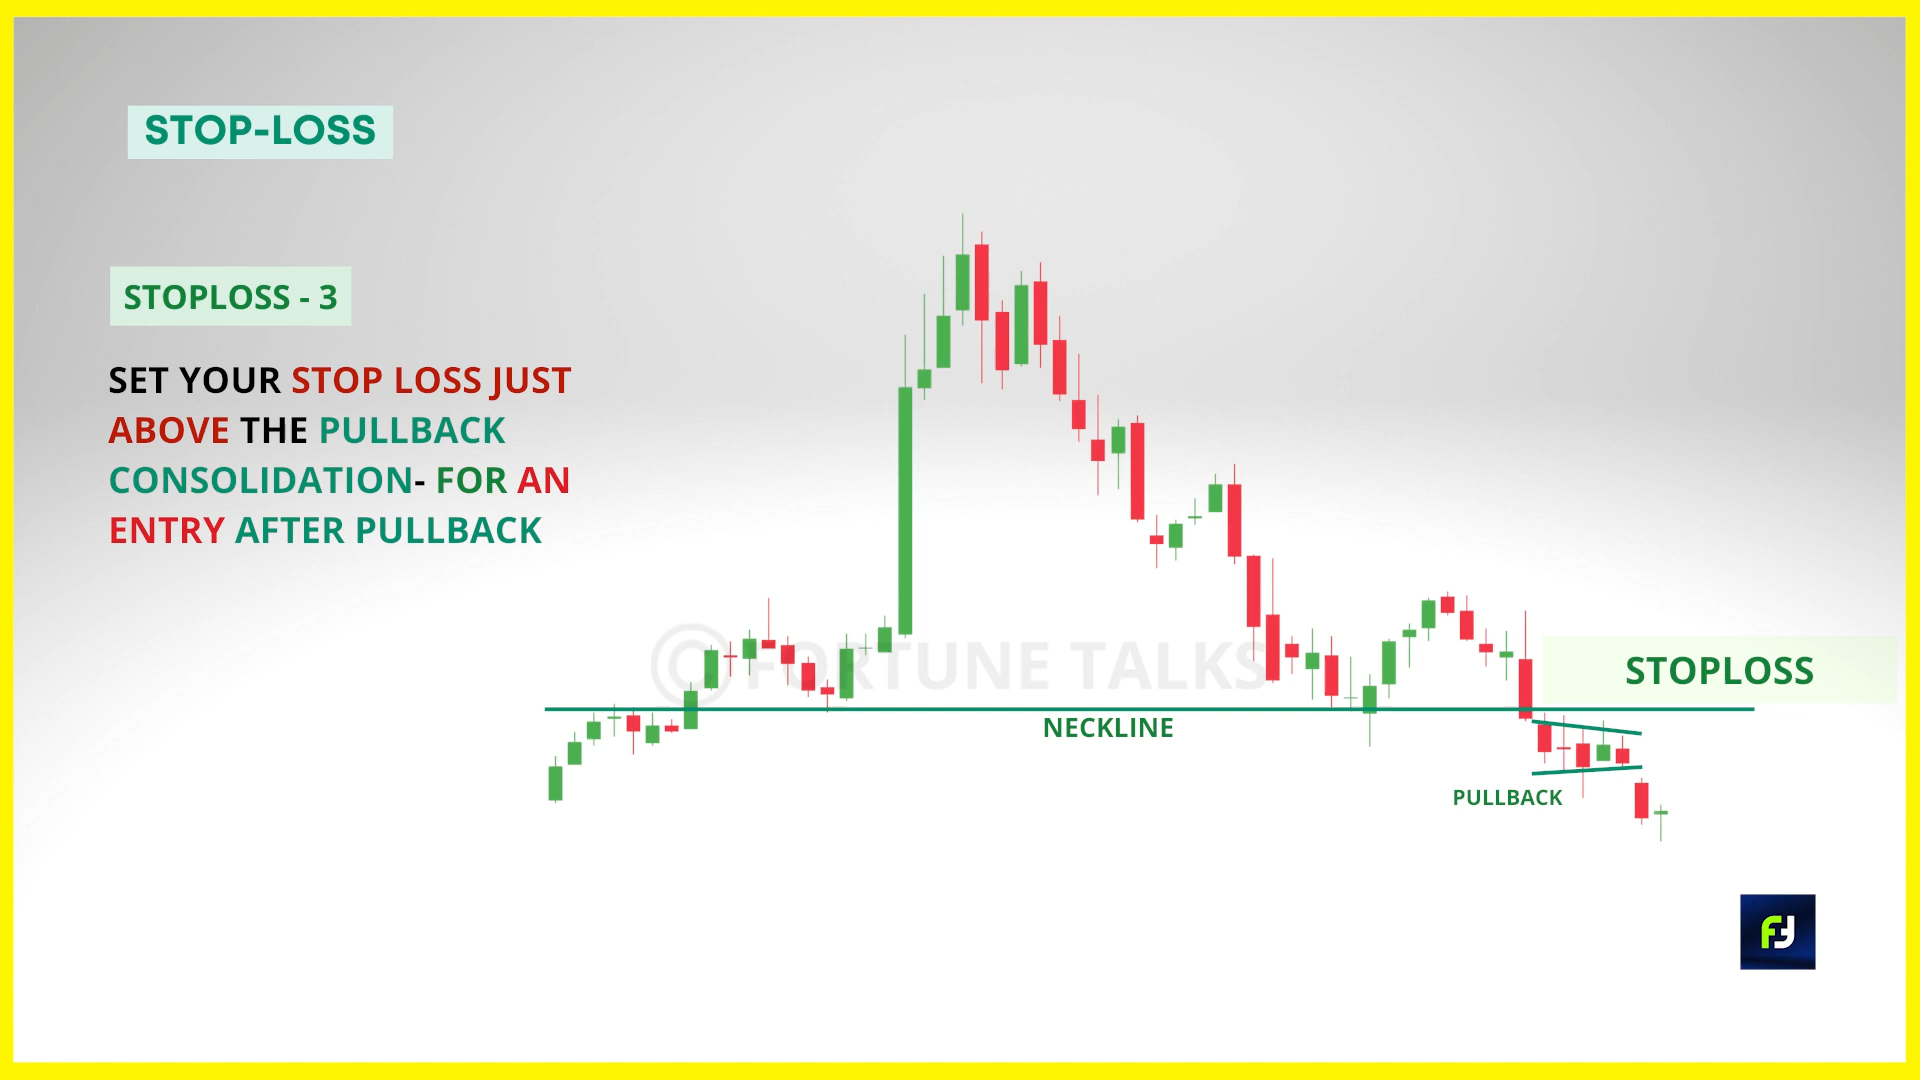 STOP-LOSS
STOPLOSS - 3
SET YOUR STOP LOSS JUST
ABOVE THE PULLBACK
CONSOLIDATION- FOR AN
ENTRY AFTER PULLBACK
© FORTUNE TALKS
STOPLOSS
NECKLINE
PULLBACK